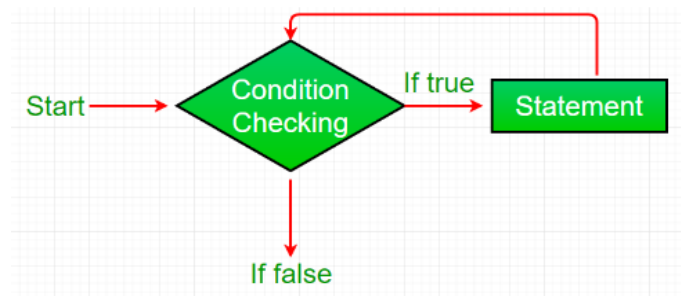 Start
Condition
Checking
If true
Statement
If false